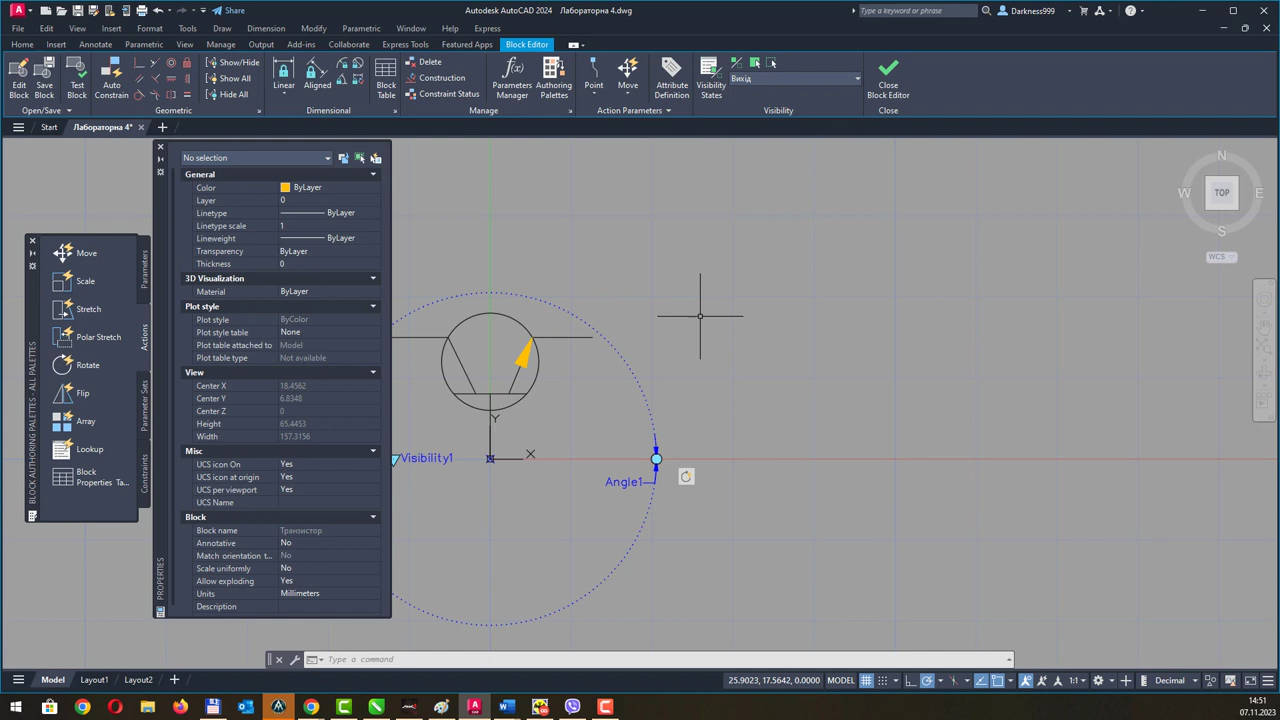 Share
Autodesk AutoCAD 2024 Лабораторна 4.dwg
Type a keyword or phrase
Darkness999
File Edit View Insert Format Tools Draw Dimension Modify Parametric Window Help Express
Home Insert Annotate Parametric View Manage Output Add-ins Collaborate Express Tools Featured Apps Block Editor
Edit Block
Save Block
Test Block
Auto Constrain
Show/Hide
Show All
Hide All
Linear
Aligned
Block Table
Delete
Construction
Constraint Status
Parameters Manager
Authoring Palettes
Point
Move
Attribute Definition
Visibility States
Вихід
Close Block Editor
Open/Save
Geometric
Dimensional
Manage
Action Parameters
Visibility
Close
Start
Лабораторна 4*
No selection
General
Color ByLayer
Layer 0
Linetype ByLayer
Linetype scale 1
Lineweight ByLayer
Transparency ByLayer
Thickness 0
3D Visualization
Material ByLayer
Plot style
Plot style ByColor
Plot style table None
Plot table attached to Model
Plot table type Not available
View
Center X 18.4562
Center Y 6.8348
Center Z 0
Height 65.4453
Width 157.3156
Misc
UCS icon On Yes
UCS icon at origin Yes
UCS per viewport Yes
UCS Name
Block
Block name Транзистор
Annotative No
Match orientation t... No
Scale uniformly No
Allow exploding Yes
Units Millimeters
Description
PROPERTIES
Move
Scale
Stretch
Polar Stretch
Rotate
Flip
Array
Lookup
Block Properties Ta...
Parameters
Actions
Parameter Sets
Constraints
BLOCK AUTHORING PALETTES - ALL PALETTES
Y
X
Visibility1
Angle1
N
W
TOP
E
S
WCS
Type a command
Model Layout1 Layout2
25.9023, 17.5642, 0.0000 MODEL
1:1
Decimal
14:51
07.11.2023